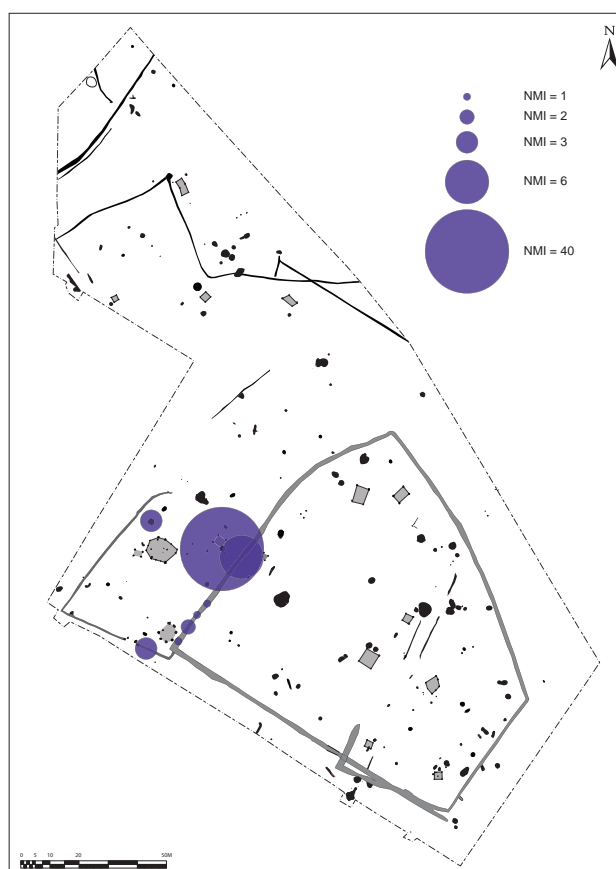 N
NMI = 1
NMI = 2
NMI = 3
NMI = 6
NMI = 40
0 5 10 20 50M